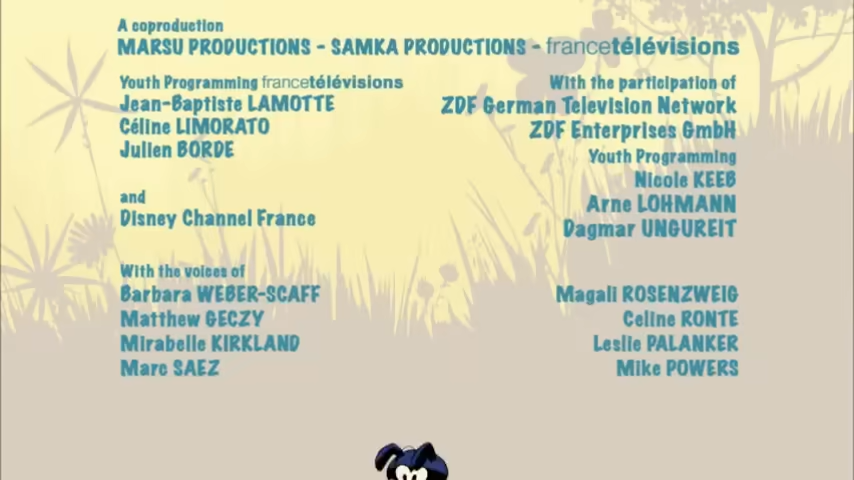 A coproduction
MARSU PRODUCTIONS - SAMKA PRODUCTIONS - francetélévisions
Youth Programming francetélévisions
Jean-Baptiste LAMOTTE
Céline LIMORATO
Julien BORDE
and
Disney Channel France
With the participation of
ZDF German Television Network
ZDF Enterprises GmbH
Youth Programming
Nicole KEEB
Arne LOHMANN
Dagmar UNGUREIT
With the voices of
Barbara WEBER-SCAFF
Matthew GECZY
Mirabelle KIRKLAND
Marc SAEZ
Magali ROSENZWEIG
Celine RONTE
Leslie PALANKER
Mike POWERS